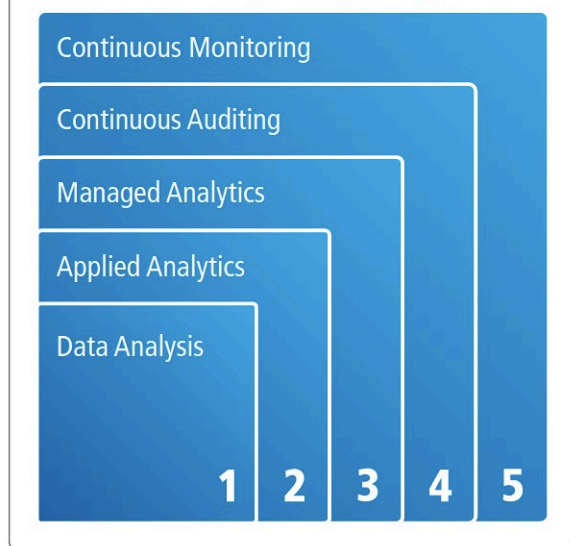 Continuous Monitoring
Continuous Auditing
Managed Analytics
Applied Analytics
Data Analysis
1 2 3 4 5